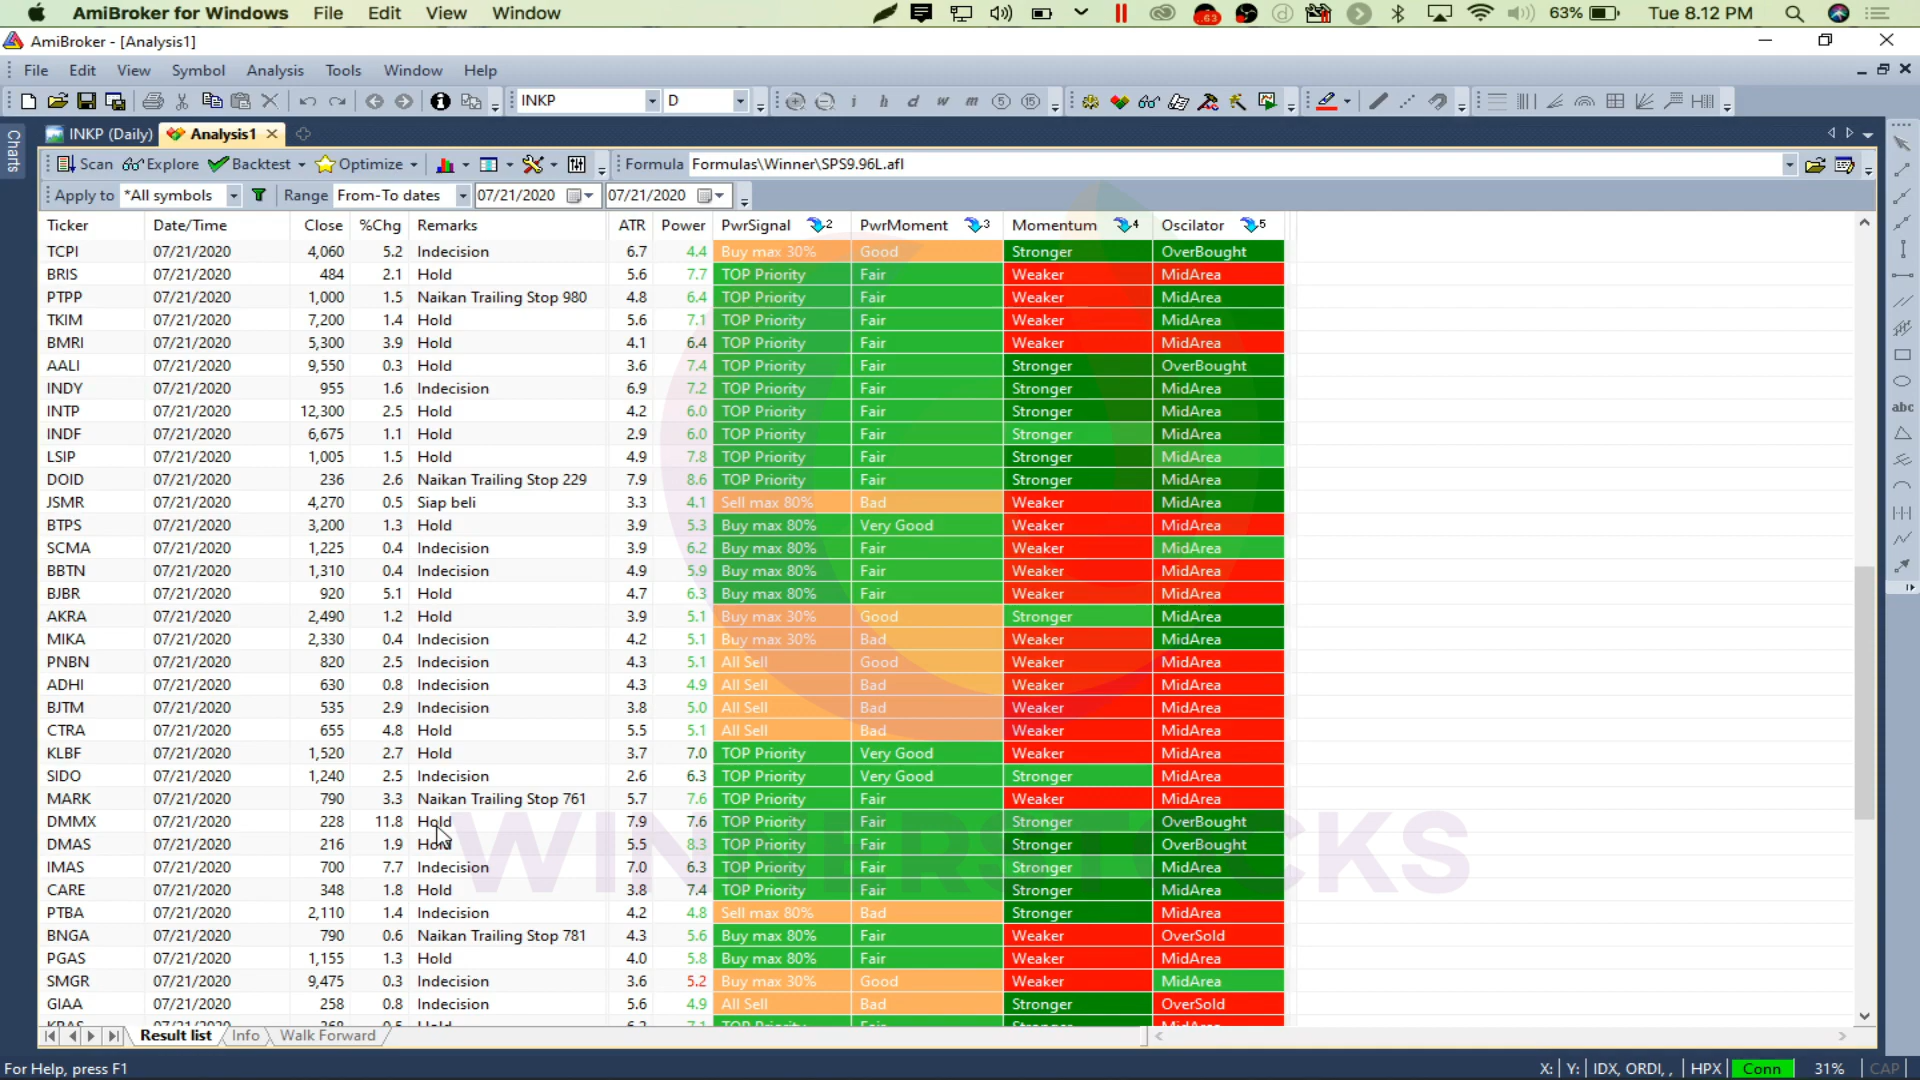 AmiBroker for Windows File Edit View Window 63 63% Tue 8.12 PM
AmiBroker - [Analysis1]
File Edit View Symbol Analysis Tools Window Help
INKP D i h d w m 5 15
Charts INKP (Daily) Analysis1
Scan Explore Backtest Optimize Formula Formulas\Winner\SPS9.96L.afl
Apply to *All symbols Range From-To dates 07/21/2020 07/21/2020
Ticker Date/Time Close %Chg Remarks ATR Power PwrSignal 2 PwrMoment 3 Momentum 4 Oscilator 5
TCPI 07/21/2020 4,060 5.2 Indecision 6.7 4.4 Buy max 30% Good Stronger OverBought
BRIS 07/21/2020 484 2.1 Hold 5.6 7.7 TOP Priority Fair Weaker MidArea
PTPP 07/21/2020 1,000 1.5 Naikan Trailing Stop 980 4.8 6.4 TOP Priority Fair Weaker MidArea
TKIM 07/21/2020 7,200 1.4 Hold 5.6 7.1 TOP Priority Fair Weaker MidArea
BMRI 07/21/2020 5,300 3.9 Hold 4.1 6.4 TOP Priority Fair Weaker MidArea
AALI 07/21/2020 9,550 0.3 Hold 3.6 7.4 TOP Priority Fair Stronger OverBought
INDY 07/21/2020 955 1.6 Indecision 6.9 7.2 TOP Priority Fair Stronger MidArea
INTP 07/21/2020 12,300 2.5 Hold 4.2 6.0 TOP Priority Fair Stronger MidArea
INDF 07/21/2020 6,675 1.1 Hold 2.9 6.0 TOP Priority Fair Stronger MidArea
LSIP 07/21/2020 1,005 1.5 Hold 4.9 7.8 TOP Priority Fair Stronger MidArea
DOID 07/21/2020 236 2.6 Naikan Trailing Stop 229 7.9 8.6 TOP Priority Fair Stronger MidArea
JSMR 07/21/2020 4,270 0.5 Siap beli 3.3 4.1 Sell max 80% Bad Weaker MidArea
BTPS 07/21/2020 3,200 1.3 Hold 3.9 5.3 Buy max 80% Very Good Weaker MidArea
SCMA 07/21/2020 1,225 0.4 Indecision 3.9 6.2 Buy max 80% Fair Weaker MidArea
BBTN 07/21/2020 1,310 0.4 Indecision 4.9 5.9 Buy max 80% Fair Weaker MidArea
BJBR 07/21/2020 920 5.1 Hold 4.7 6.3 Buy max 80% Fair Weaker MidArea
AKRA 07/21/2020 2,490 1.2 Hold 3.9 5.1 Buy max 30% Good Stronger MidArea
MIKA 07/21/2020 2,330 0.4 Indecision 4.2 5.1 Buy max 30% Bad Weaker MidArea
PNBN 07/21/2020 820 2.5 Indecision 4.3 5.1 All Sell Good Weaker MidArea
ADHI 07/21/2020 630 0.8 Indecision 4.3 4.9 All Sell Bad Weaker MidArea
BJTM 07/21/2020 535 2.9 Indecision 3.8 5.0 All Sell Bad Weaker MidArea
CTRA 07/21/2020 655 4.8 Hold 5.5 5.1 All Sell Bad Weaker MidArea
KLBF 07/21/2020 1,520 2.7 Hold 3.7 7.0 TOP Priority Very Good Weaker MidArea
SIDO 07/21/2020 1,240 2.5 Indecision 2.6 6.3 TOP Priority Very Good Stronger MidArea
MARK 07/21/2020 790 3.3 Naikan Trailing Stop 761 5.7 7.6 TOP Priority Fair Weaker MidArea
DMMX 07/21/2020 228 11.8 Hold 7.9 7.6 TOP Priority Fair Stronger OverBought
DMAS 07/21/2020 216 1.9 Hold 5.5 8.3 TOP Priority Fair Stronger OverBought
IMAS 07/21/2020 700 7.7 Indecision 7.0 6.3 TOP Priority Fair Stronger MidArea
CARE 07/21/2020 348 1.8 Hold 3.8 7.4 TOP Priority Fair Stronger MidArea
PTBA 07/21/2020 2,110 1.4 Indecision 4.2 4.8 Sell max 80% Bad Stronger MidArea
BNGA 07/21/2020 790 0.6 Naikan Trailing Stop 781 4.3 5.6 Buy max 80% Fair Weaker OverSold
PGAS 07/21/2020 1,155 1.3 Hold 4.0 5.8 Buy max 80% Fair Weaker MidArea
SMGR 07/21/2020 9,475 0.3 Indecision 3.6 5.2 Buy max 30% Good Weaker MidArea
GIAA 07/21/2020 258 0.8 Indecision 5.6 4.9 All Sell Bad Stronger OverSold
WINNERSTOCKS
abc
Result list Info Walk Forward
For Help, press F1 X: Y: IDX, ORDI, , HPX Conn 31% CAP